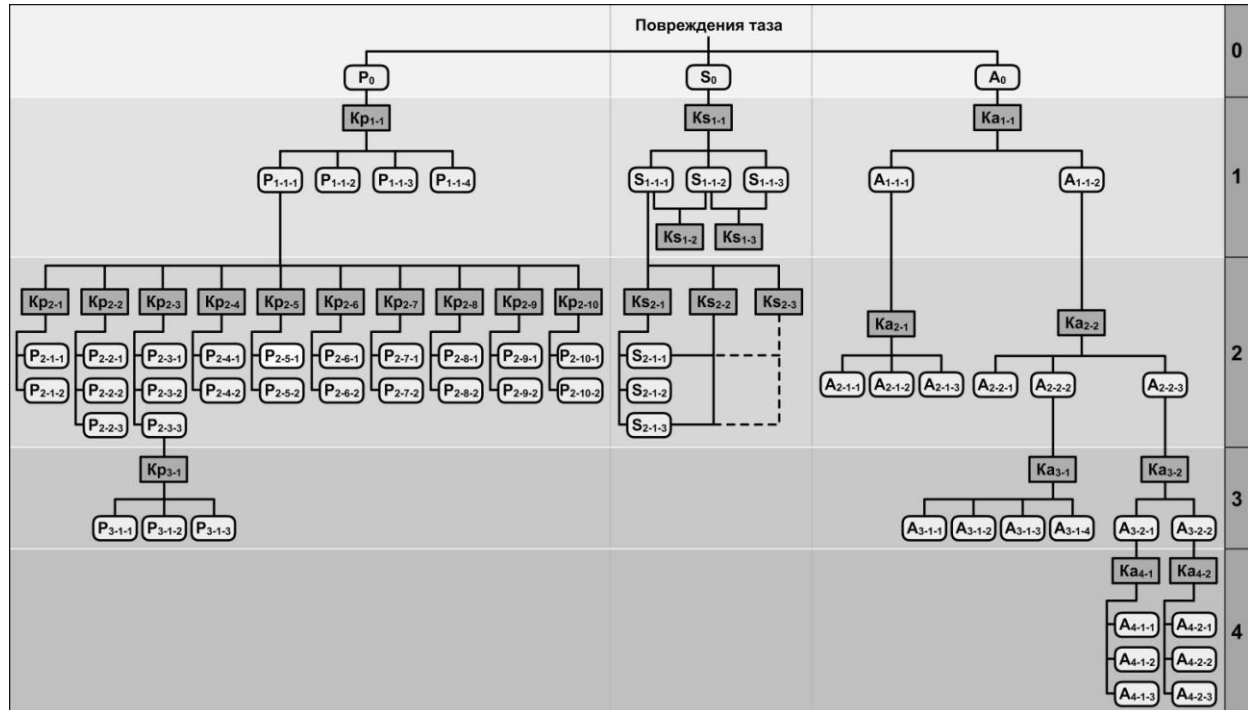 Повреждения таза
0
P0 S0 A0
Kp1-1 Ks1-1 Ka1-1
P1-1-1 P1-1-2 P1-1-3 P1-1-4 S1-1-1 S1-1-2 S1-1-3 A1-1-1 A1-1-2
1
Ks1-2 Ks1-3
Kp2-1 Kp2-2 Kp2-3 Kp2-4 Kp2-5 Kp2-6 Kp2-7 Kp2-8 Kp2-9 Kp2-10 Ks2-1 Ks2-2 Ks2-3
Ka2-1 Ka2-2
P2-1-1 P2-2-1 P2-3-1 P2-4-1 P2-5-1 P2-6-1 P2-7-1 P2-8-1 P2-9-1 P2-10-1 S2-1-1
2
A2-1-1 A2-1-2 A2-1-3 A2-2-1 A2-2-2 A2-2-3
P2-1-2 P2-2-2 P2-3-2 P2-4-2 P2-5-2 P2-6-2 P2-7-2 P2-8-2 P2-9-2 P2-10-2 S2-1-2
P2-2-3 P2-3-3 S2-1-3
Kp3-1 Ka3-1 Ka3-2
3
P3-1-1 P3-1-2 P3-1-3 A3-1-1 A3-1-2 A3-1-3 A3-1-4 A3-2-1 A3-2-2
Ka4-1 Ka4-2
A4-1-1 A4-2-1
4
A4-1-2 A4-2-2
A4-1-3 A4-2-3